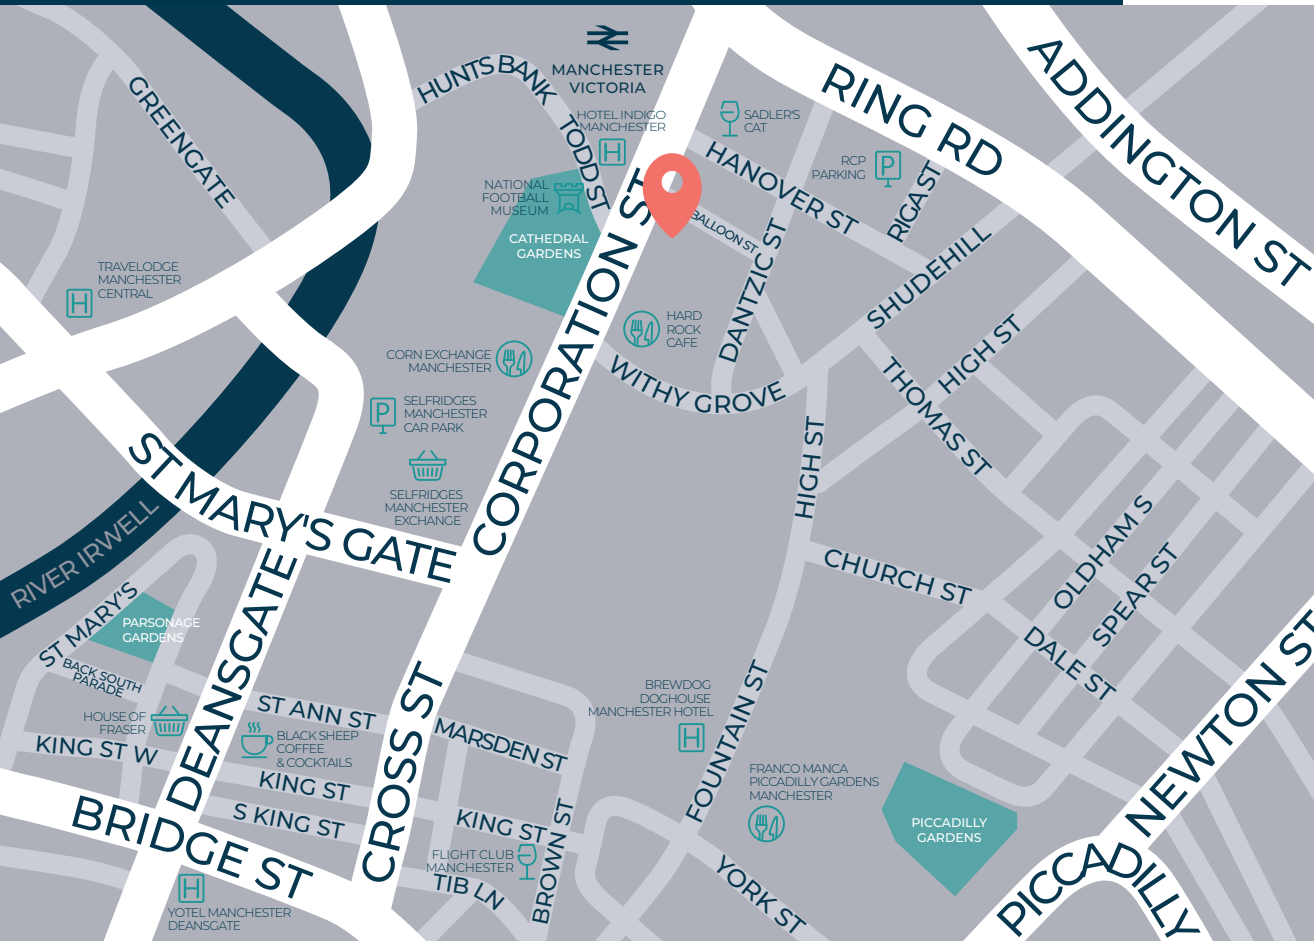 MANCHESTER
VICTORIA
HUNTS BANK
HOTEL INDIGO
MANCHESTER
TODD ST
SADLER'S
CAT
RING RD
ADDINGTON ST
GREENGATE
HANOVER ST
RCP
PARKING
RIGAST
NATIONAL
FOOTBALL
MUSEUM
CATHEDRAL
GARDENS
BALLOON ST
DANTZIC ST
SHUDEHILL
TRAVELODGE
MANCHESTER
CENTRAL
CORPORATION ST
HARD
ROCK
CAFE
CORN EXCHANGE
MANCHESTER
WITHY GROVE
HIGH ST
THOMAS ST
SELFRIDGES
MANCHESTER
CAR PARK
SELFRIDGES
MANCHESTER
EXCHANGE
HIGH ST
ST MARY'S GATE
RIVER IRWELL
CHURCH ST
OLDHAM S
SPEAR ST
DALE ST
ST MARY'S
PARSONAGE
GARDENS
BACK SOUTH
PARADE
DEANSGATE
HOUSE OF
FRASER
KING ST W
ST ANN ST
BLACK SHEEP
COFFEE
& COCKTAILS
KING ST
S KING ST
CROSS ST
MARSDEN ST
BREWDOG
DOGHOUSE
MANCHESTER HOTEL
FOUNTAIN ST
FRANCO MANCA
PICCADILLY GARDENS
MANCHESTER
PICCADILLY
GARDENS
NEWTON ST
PICCADILLY
BRIDGE ST
KING ST
FLIGHT CLUB
MANCHESTER
TIB LN
BROWN ST
YORK ST
YOTEL MANCHESTER
DEANSGATE